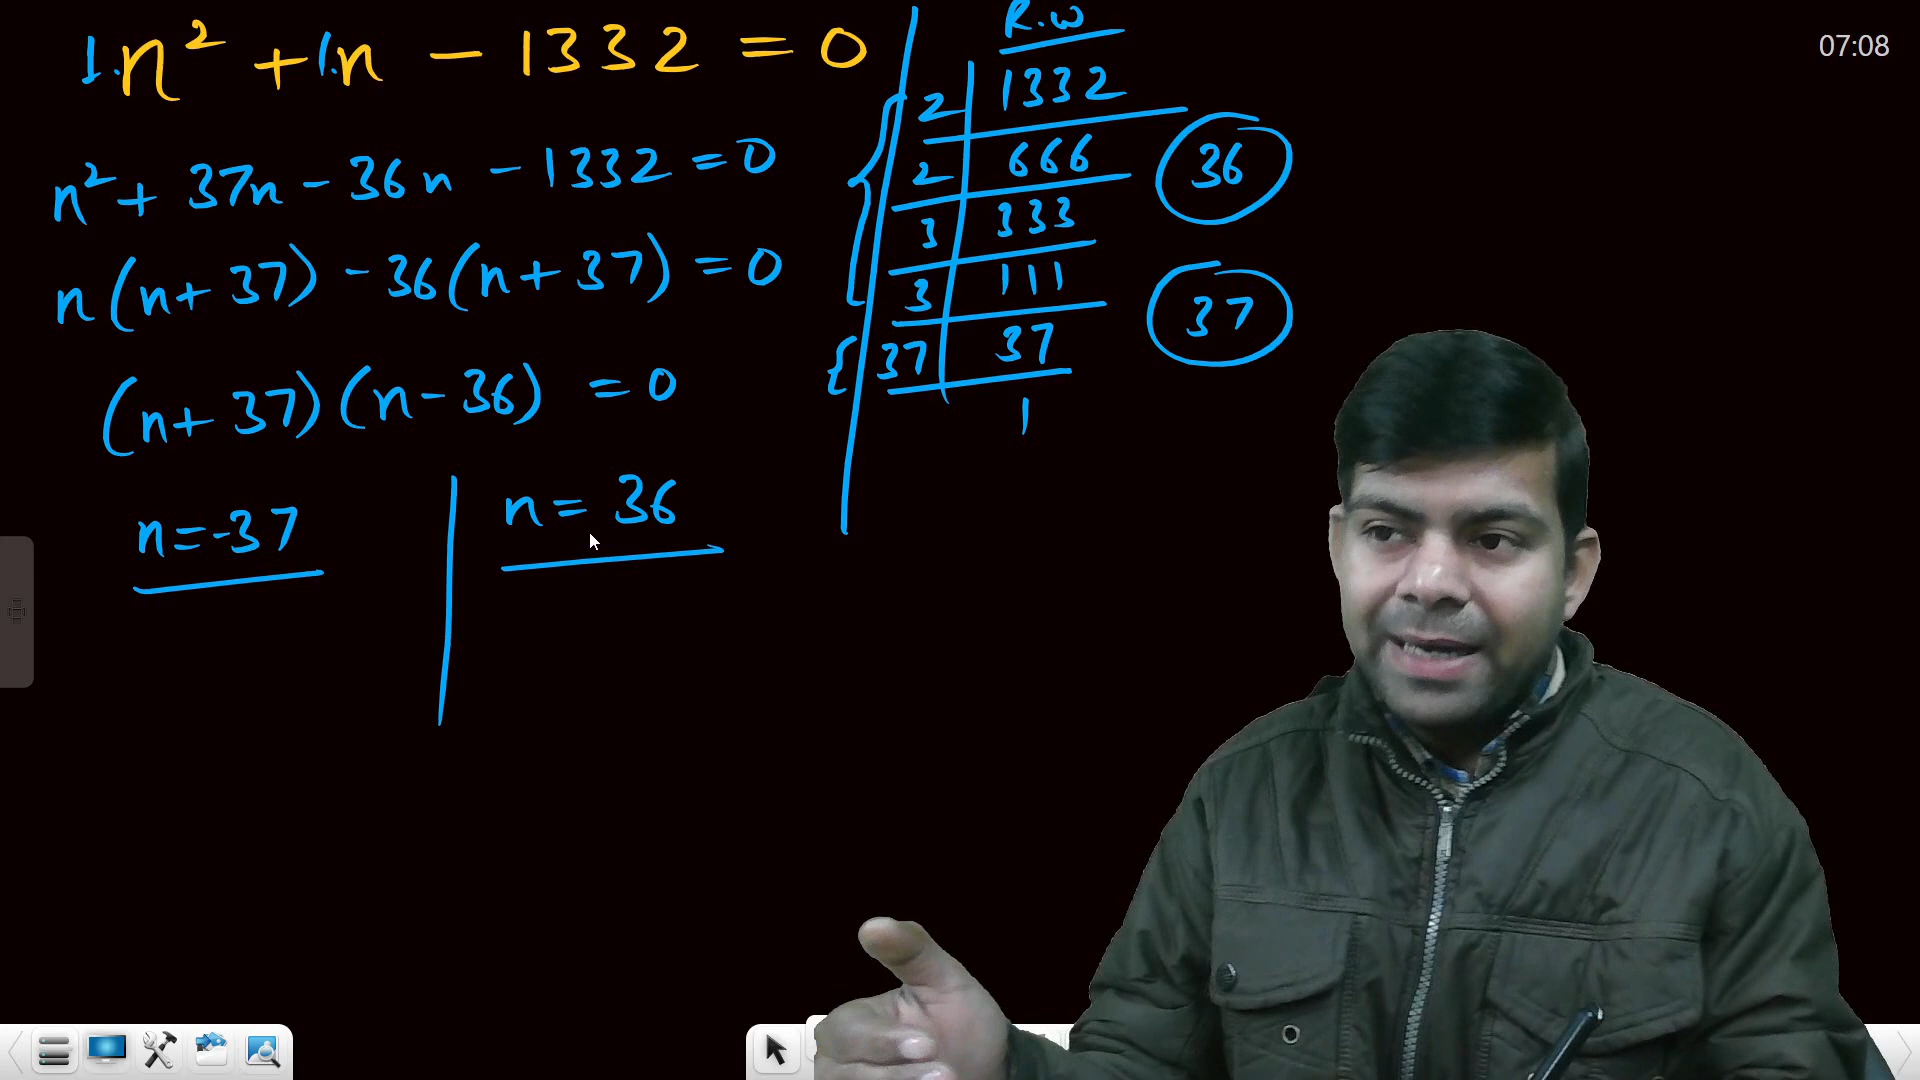 1.n² + 1.n - 1332 = 0
n² + 37n - 36n - 1332 = 0
n(n+37) - 36(n+37) = 0
(n+37)(n-36) = 0
n=-37
n= 36
R.W
2 | 1332
2 | 666
3 | 333
3 | 111
37 | 37
1
36
37
07:08